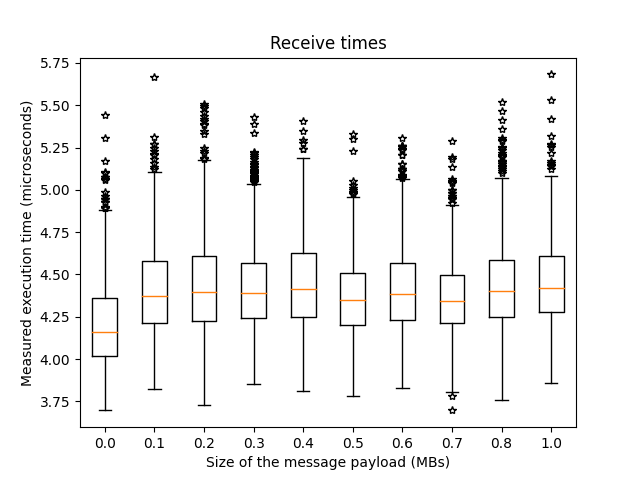 Receive times
Measured execution time (microseconds)
5.75
5.50
5.25
5.00
4.75
4.50
4.25
4.00
3.75
0.0 0.1 0.2 0.3 0.4 0.5 0.6 0.7 0.8 1.0
Size of the message payload (MBs)